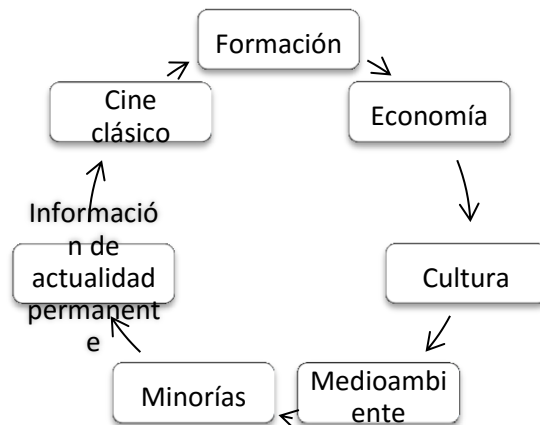 Formación
Cine
clásico
Economía
Informació
n de
actualidad
permanent
e
Cultura
Minorías
Medioambi
ente